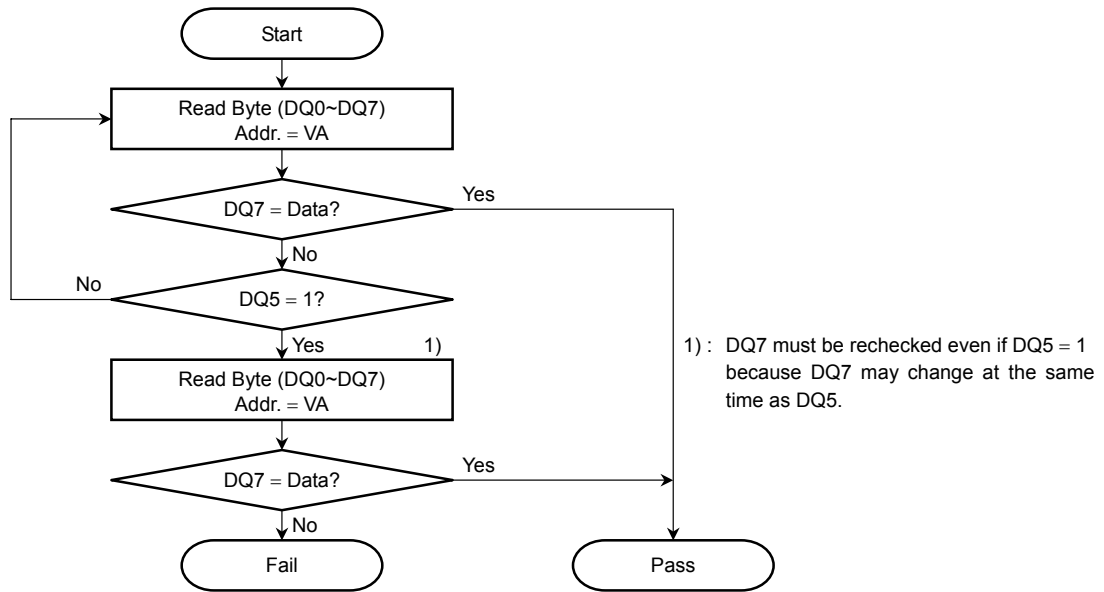 Start
Read Byte (DQ0~DQ7)
Addr. = VA
DQ7 = Data?
Yes
No
No
DQ5 = 1?
Yes
1)
Read Byte (DQ0~DQ7)
Addr. = VA
1) : DQ7 must be rechecked even if DQ5 = 1
because DQ7 may change at the same
time as DQ5.
DQ7 = Data?
Yes
No
Fail
Pass